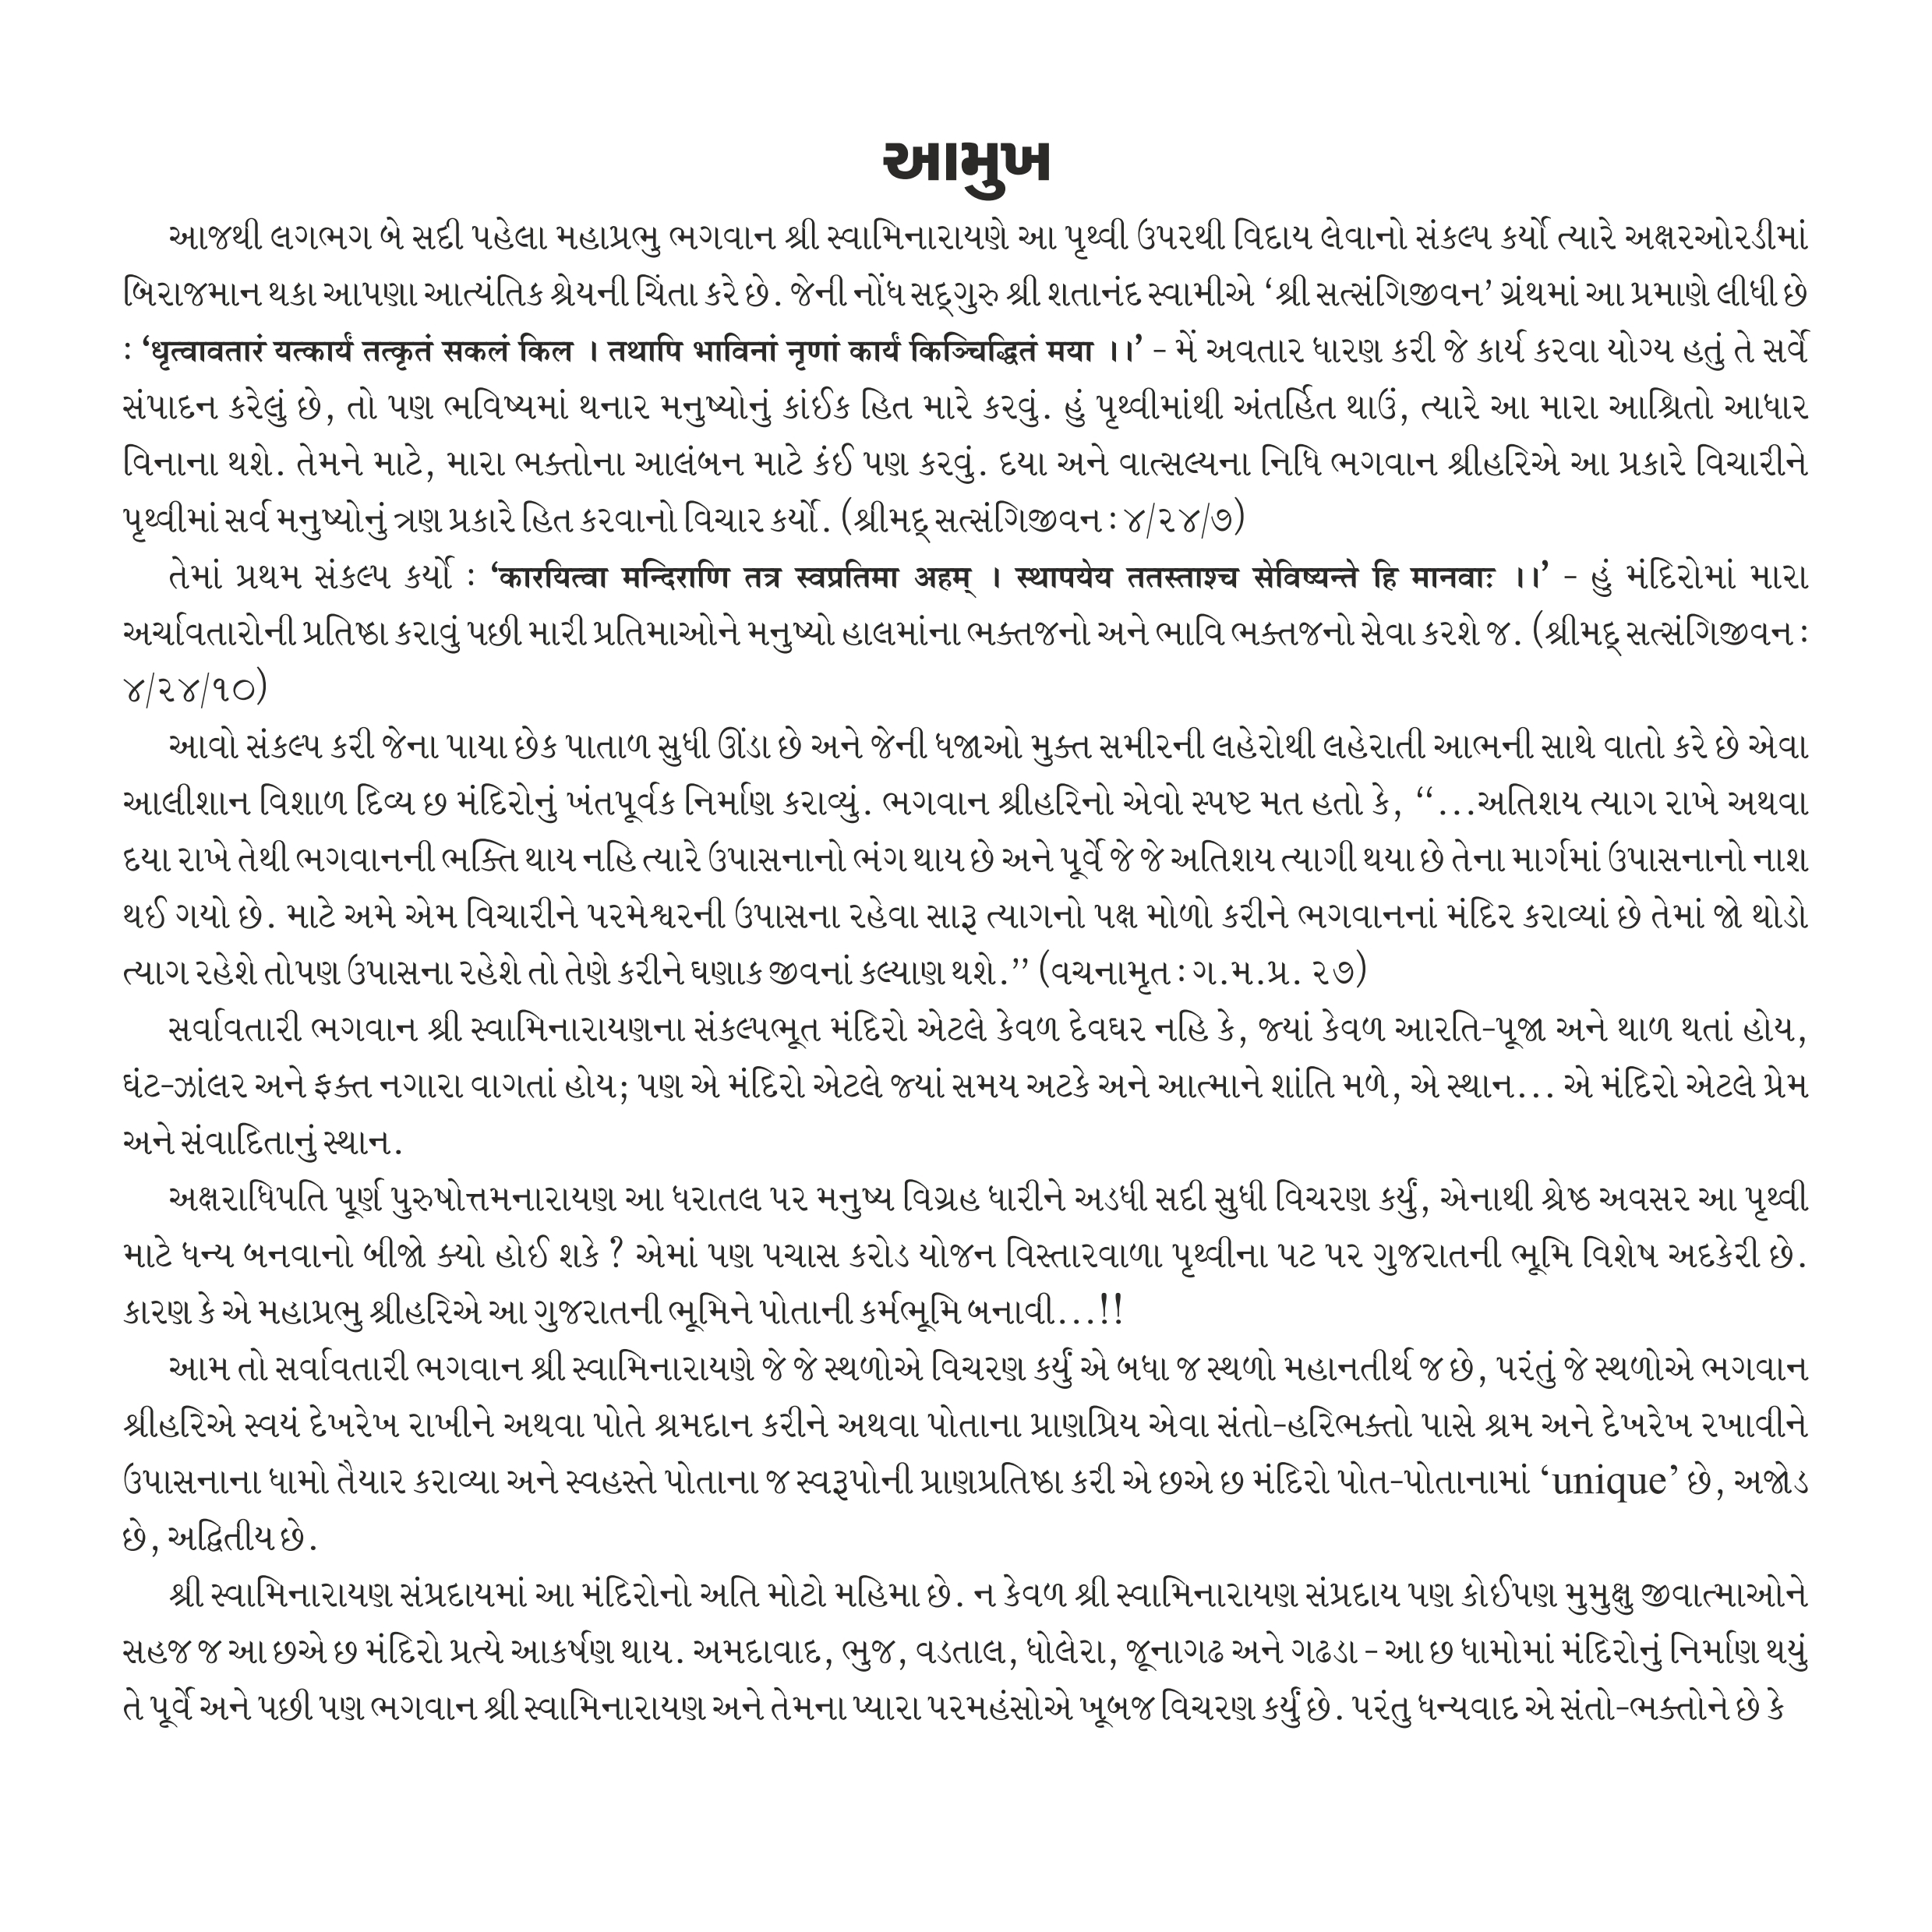 આમુખ
આજથી લગભગ બે સદી પહેલા મહાપ્રભુ ભગવાન શ્રી સ્વામિનારાયણે આ પૃથ્વી ઉપરથી વિદાય લેવાનો સંકલ્પ કર્યો ત્યારે અક્ષરઓરડીમાં
બિરાજમાન થકા આપણા આત્યંતિક શ્રેયની ચિંતા કરે છે. જેની નોંધ સદ્‌ગુરુ શ્રી શતાનંદ સ્વામીએ ‘શ્રી સત્સંગિજીવન’ ગ્રંથમાં આ પ્રમાણે લીધી છે
: ‘धृत्वावतारं यत्कार्यं तत्कृतं सकलं किल । तथापि भाविनां नृणां कार्यं किञ्चिद्धितं मया ।।’ - મેં અવતાર ધારણ કરી જે કાર્ય કરવા યોગ્ય હતું તે સર્વે
સંપાદન કરેલું છે, તો પણ ભવિષ્યમાં થનાર મનુષ્યોનું કાંઈક હિત મારે કરવું. હું પૃથ્વીમાંથી અંતર્હિત થાઉં, ત્યારે આ મારા આશ્રિતો આધાર
વિનાના થશે. તેમને માટે, મારા ભક્તોના આલંબન માટે કંઈ પણ કરવું. દયા અને વાત્સલ્યના નિધિ ભગવાન શ્રીહરિએ આ પ્રકારે વિચારીને
પૃથ્વીમાં સર્વ મનુષ્યોનું ત્રણ પ્રકારે હિત કરવાનો વિચાર કર્યો. (શ્રીમદ્ સત્સંગિજીવન : ૪/૨૪/૭)
તેમાં પ્રથમ સંકલ્પ કર્યો : ‘कारयित्वा मन्दिराणि तत्र स्वप्रतिमा अहम् । स्थापयेय ततस्ताश्च सेविष्यन्ते हि मानवाः ।।’ - હું મંદિરોમાં મારા
અર્ચાવતારોની પ્રતિષ્ઠા કરાવું પછી મારી પ્રતિમાઓને મનુષ્યો હાલમાંના ભક્તજનો અને ભાવિ ભક્તજનો સેવા કરશે જ. (શ્રીમદ્ સત્સંગિજીવન :
૪/૨૪/૧૦)
આવો સંકલ્પ કરી જેના પાયા છેક પાતાળ સુધી ઊંડા છે અને જેની ધજાઓ મુક્ત સમીરની લહેરોથી લહેરાતી આભની સાથે વાતો કરે છે એવા
આલીશાન વિશાળ દિવ્ય છ મંદિરોનું ખંતપૂર્વક નિર્માણ કરાવ્યું. ભગવાન શ્રીહરિનો એવો સ્પષ્ટ મત હતો કે, “...અતિશય ત્યાગ રાખે અથવા
દયા રાખે તેથી ભગવાનની ભક્તિ થાય નહિ ત્યારે ઉપાસનાનો ભંગ થાય છે અને પૂર્વે જે જે અતિશય ત્યાગી થયા છે તેના માર્ગમાં ઉપાસનાનો નાશ
થઈ ગયો છે. માટે અમે એમ વિચારીને પરમેશ્વરની ઉપાસના રહેવા સારૂ ત્યાગનો પક્ષ મોળો કરીને ભગવાનનાં મંદિર કરાવ્યાં છે તેમાં જો થોડો
ત્યાગ રહેશે તોપણ ઉપાસના રહેશે તો તેણે કરીને ઘણાક જીવનાં કલ્યાણ થશે.” (વચનામૃત : ગ.મ.પ્ર. ૨૭)
સર્વાવતારી ભગવાન શ્રી સ્વામિનારાયણના સંકલ્પભૂત મંદિરો એટલે કેવળ દેવઘર નહિ કે, જ્યાં કેવળ આરતિ-પૂજા અને થાળ થતાં હોય,
ઘંટ-ઝાંલર અને ફક્ત નગારા વાગતાં હોય; પણ એ મંદિરો એટલે જ્યાં સમય અટકે અને આત્માને શાંતિ મળે, એ સ્થાન... એ મંદિરો એટલે પ્રેમ
અને સંવાદિતાનું સ્થાન.
અક્ષરાધિપતિ પૂર્ણ પુરુષોત્તમનારાયણ આ ધરાતલ પર મનુષ્ય વિગ્રહ ધારીને અડધી સદી સુધી વિચરણ કર્યું, એનાથી શ્રેષ્ઠ અવસર આ પૃથ્વી
માટે ધન્ય બનવાનો બીજો ક્યો હોઈ શકે ? એમાં પણ પચાસ કરોડ યોજન વિસ્તારવાળા પૃથ્વીના પટ પર ગુજરાતની ભૂમિ વિશેષ અદકેરી છે.
કારણ કે એ મહાપ્રભુ શ્રીહરિએ આ ગુજરાતની ભૂમિને પોતાની કર્મભૂમિ બનાવી...!!
આમ તો સર્વાવતારી ભગવાન શ્રી સ્વામિનારાયણે જે જે સ્થળોએ વિચરણ કર્યું એ બધા જ સ્થળો મહાનતીર્થ જ છે, પરંતું જે સ્થળોએ ભગવાન
શ્રીહરિએ સ્વયં દેખરેખ રાખીને અથવા પોતે શ્રમદાન કરીને અથવા પોતાના પ્રાણપ્રિય એવા સંતો-હરિભક્તો પાસે શ્રમ અને દેખરેખ રખાવીને
ઉપાસનાના ધામો તૈયાર કરાવ્યા અને સ્વહસ્તે પોતાના જ સ્વરૂપોની પ્રાણપ્રતિષ્ઠા કરી એ છએ છ મંદિરો પોત-પોતાનામાં ‘unique’ છે, અજોડ
છે, અદ્વિતીય છે.
શ્રી સ્વામિનારાયણ સંપ્રદાયમાં આ મંદિરોનો અતિ મોટો મહિમા છે. ન કેવળ શ્રી સ્વામિનારાયણ સંપ્રદાય પણ કોઈપણ મુમુક્ષુ જીવાત્માઓને
સહજ જ આ છએ છ મંદિરો પ્રત્યે આકર્ષણ થાય. અમદાવાદ, ભુજ, વડતાલ, ધોલેરા, જૂનાગઢ અને ગઢડા - આ છ ધામોમાં મંદિરોનું નિર્માણ થયું
તે પૂર્વે અને પછી પણ ભગવાન શ્રી સ્વામિનારાયણ અને તેમના પ્યારા પરમહંસોએ ખૂબજ વિચરણ કર્યું છે. પરંતુ ધન્યવાદ એ સંતો-ભક્તોને છે કે